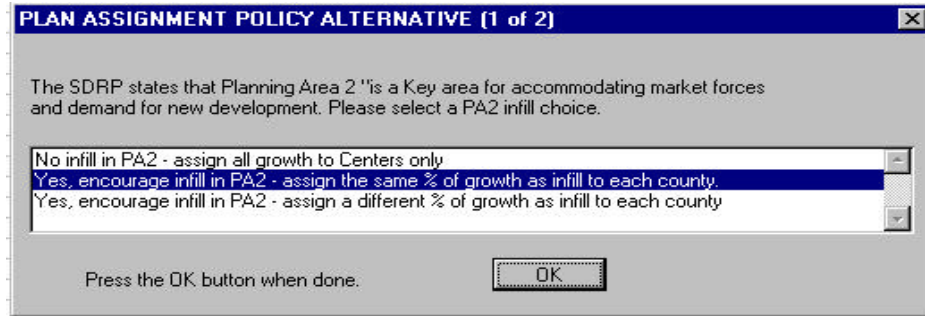 PLAN ASSIGNMENT POLICY ALTERNATIVE (1 of 2)
The SDRP states that Planning Area 2 "is a Key area for accommodating market forces
and demand for new development. Please select a PA2 infill choice.
No infill in PA2 - assign all growth to Centers only
Yes, encourage infill in PA2 - assign the same % of growth as infill to each county.
Yes, encourage infill in PA2 - assign a different % of growth as infill to each county
Press the OK button when done.
OK